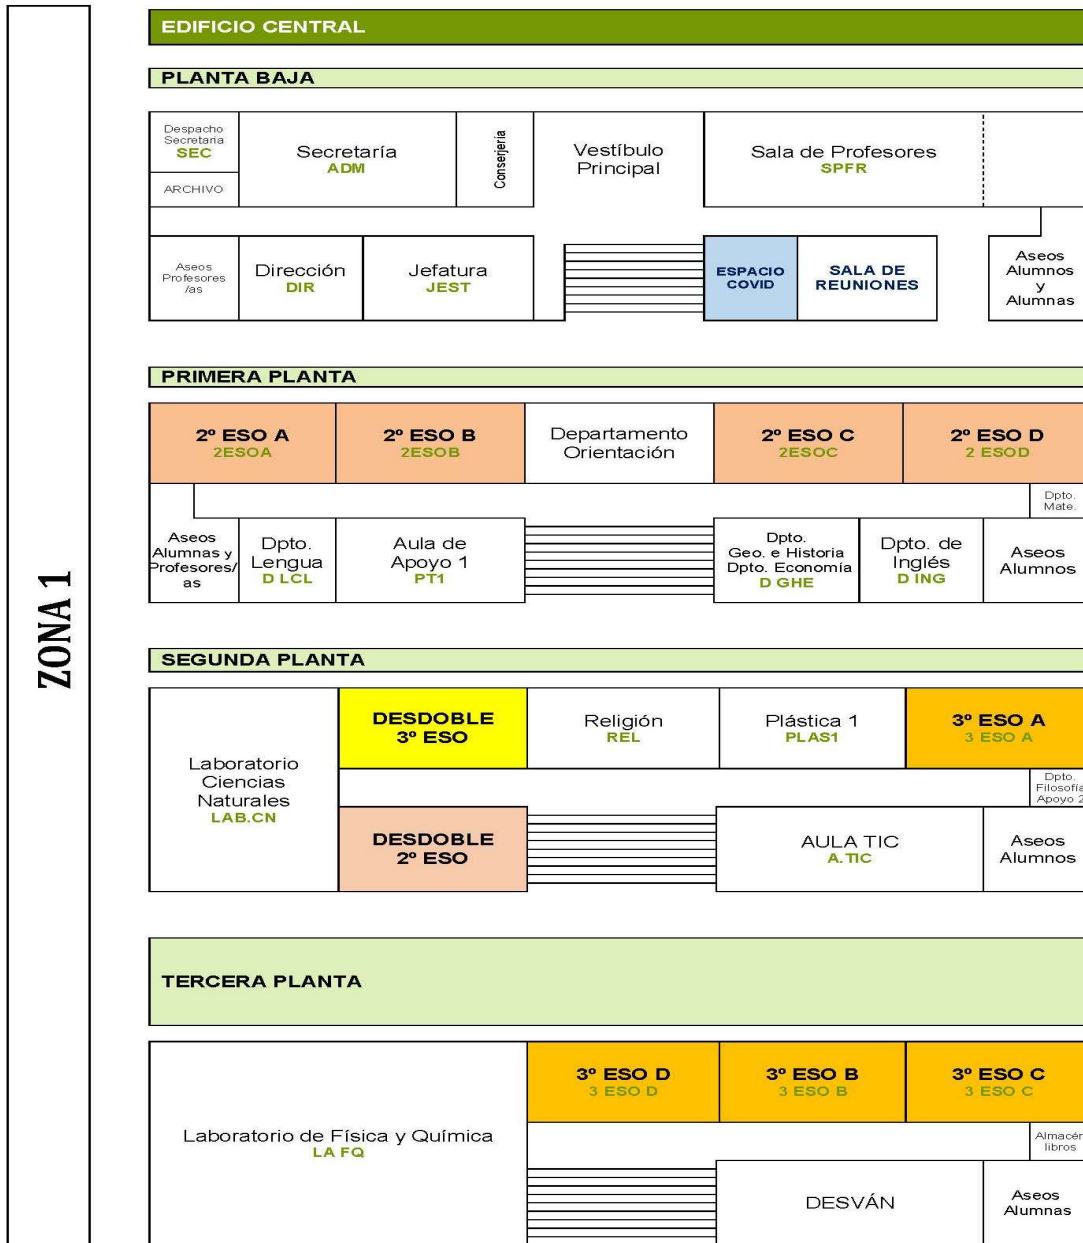 ZONA 1
EDIFICIO CENTRAL
PLANTA BAJA
Despacho
Secretaria
SEC
ARCHIVO
Secretaría
ADM
Conserjería
Vestíbulo
Principal
Sala de Profesores
SPFR
Aseos
Profesores
/as
Dirección
DIR
Jefatura
JEST
ESPACIO
COVID
SALA DE
REUNIONES
Aseos
Alumnos
y
Alumnas
PRIMERA PLANTA
2º ESO A
2ESOA
2º ESO B
2ESOB
Departamento
Orientación
2º ESO C
2ESOC
2º ESO D
2 ESOD
Dpto.
Mate.
Aseos
Alumnas y
Profesores/
as
Dpto.
Lengua
D LCL
Aula de
Apoyo 1
PT1
Dpto.
Geo. e Historia
Dpto. Economía
D GHE
Dpto. de
Inglés
D ING
Aseos
Alumnos
SEGUNDA PLANTA
Laboratorio
Ciencias
Naturales
LAB.CN
DESDOBLE
3º ESO
Religión
REL
Plástica 1
PLAS1
3º ESO A
3 ESO A
Dpto.
Filosofía
Apoyo 2
DESDOBLE
2º ESO
AULA TIC
A.TIC
Aseos
Alumnos
TERCERA PLANTA
Laboratorio de Física y Química
LA FQ
3º ESO D
3 ESO D
3º ESO B
3 ESO B
3º ESO C
3 ESO C
Almacén
libros
DESVÁN
Aseos
Alumnas